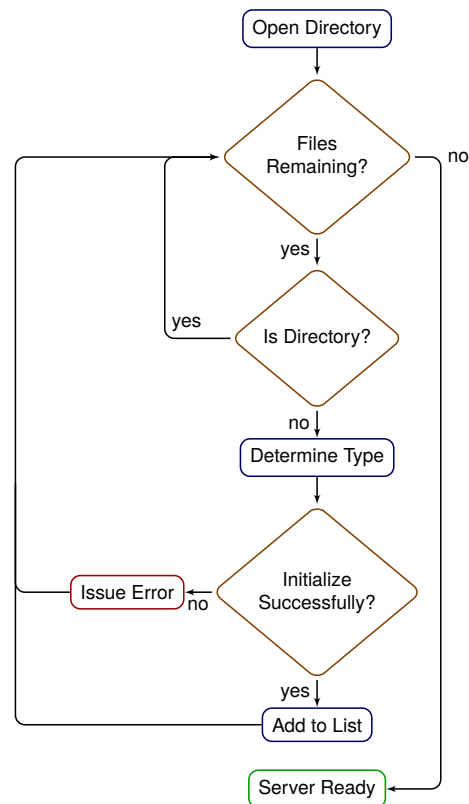 Open Directory
Files
Remaining?
no
yes
yes
Is Directory?
no
Determine Type
Initialize
Successfully?
Issue Error
no
yes
Add to List
Server Ready